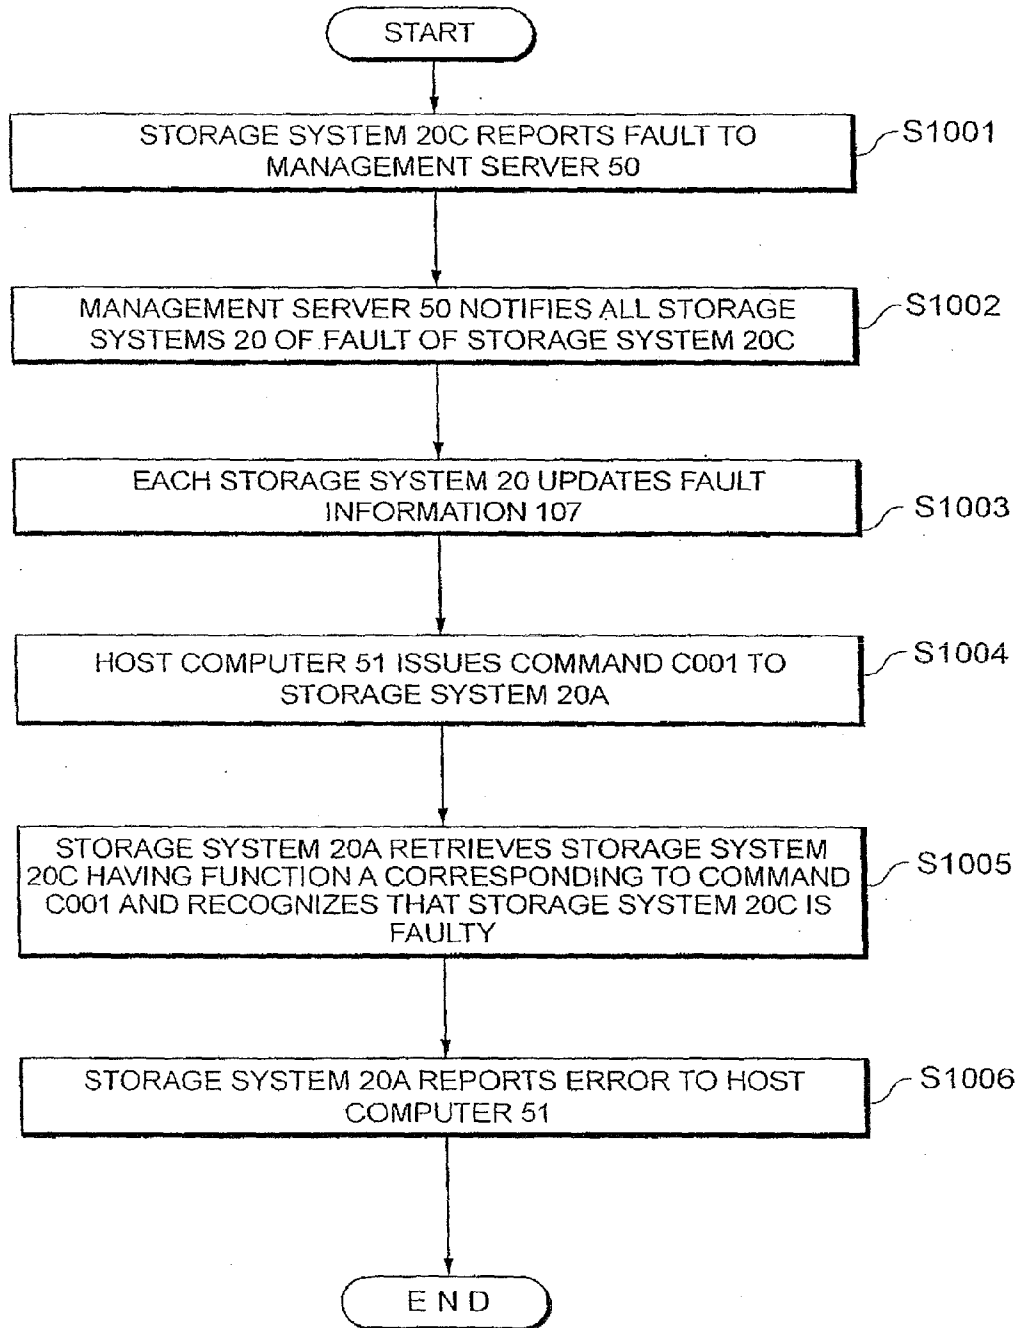 START
STORAGE SYSTEM 20C REPORTS FAULT TO
MANAGEMENT SERVER 50
S1001
MANAGEMENT SERVER 50 NOTIFIES ALL STORAGE
SYSTEMS 20 OF FAULT OF STORAGE SYSTEM 20C
S1002
EACH STORAGE SYSTEM 20 UPDATES FAULT
INFORMATION 107
S1003
HOST COMPUTER 51 ISSUES COMMAND C001 TO
STORAGE SYSTEM 20A
S1004
STORAGE SYSTEM 20A RETRIEVES STORAGE SYSTEM
20C HAVING FUNCTION A CORRESPONDING TO COMMAND
C001 AND RECOGNIZES THAT STORAGE SYSTEM 20C IS
FAULTY
S1005
STORAGE SYSTEM 20A REPORTS ERROR TO HOST
COMPUTER 51
S1006
END